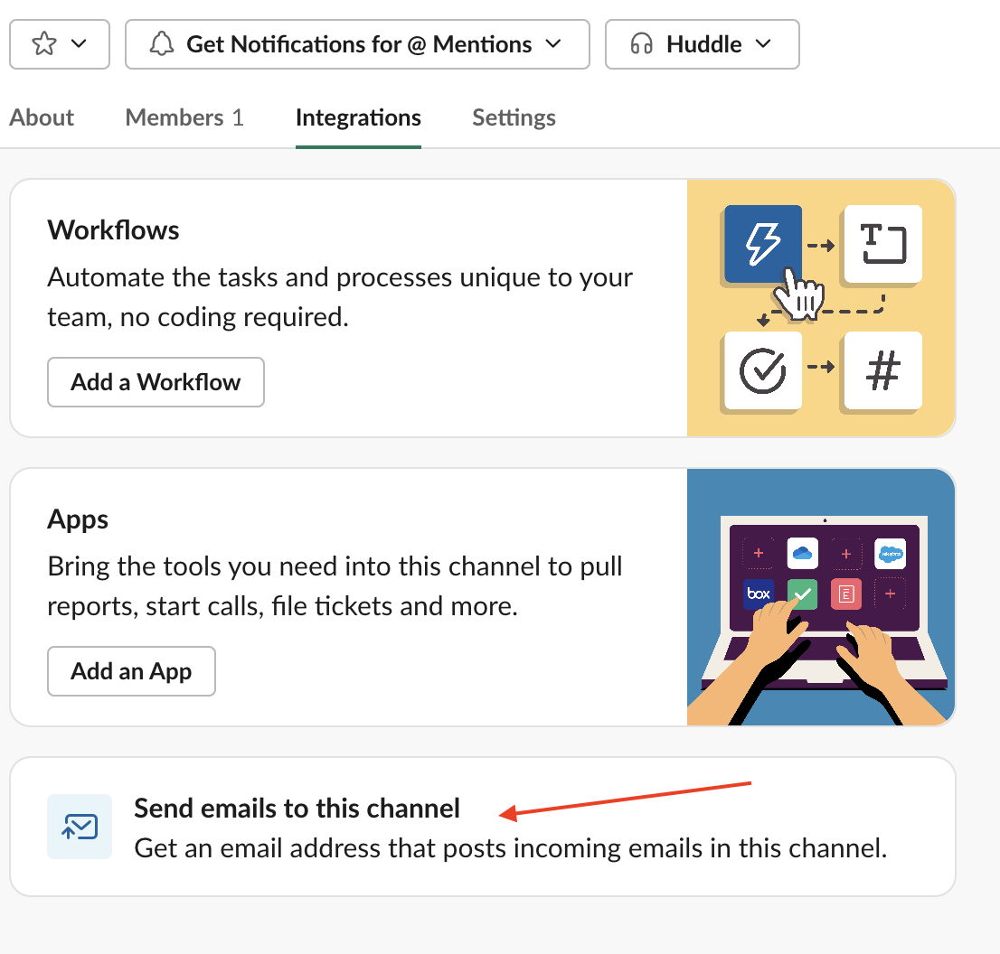 Get Notifications for @ Mentions
Huddle
About
Members 1
Integrations
Settings
Workflows
Automate the tasks and processes unique to your
team, no coding required.
Add a Workflow
T
#
Apps
Bring the tools you need into this channel to pull
reports, start calls, file tickets and more.
Add an App
salesforce
box
E
Send emails to this channel
Get an email address that posts incoming emails in this channel.